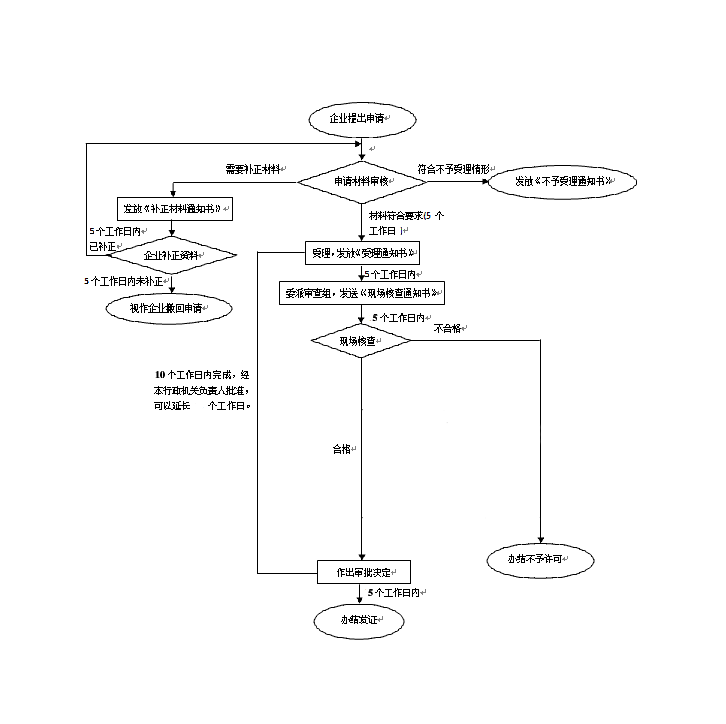 企业提出申请
需要补正材料
符合不予受理情形
申请材料审核
发放《不予受理通知书》
发放《补正材料通知书》
材料符合要求(5 个
工作日
5 个工作日内
已补正
企业补正资料
受理，发放《受理通知书》
5 个工作日内未补正
5个工作日内
委派审查组，发送《现场核查通知书》
视作企业撤回申请
5 个工作日内
不合格
现场核查
10 个工作日内完成，经
本行政机关负责人批准，
可以延长 个工作日。
合格
办结不予许可
作出审批决定
5 个工作日内
办结发证